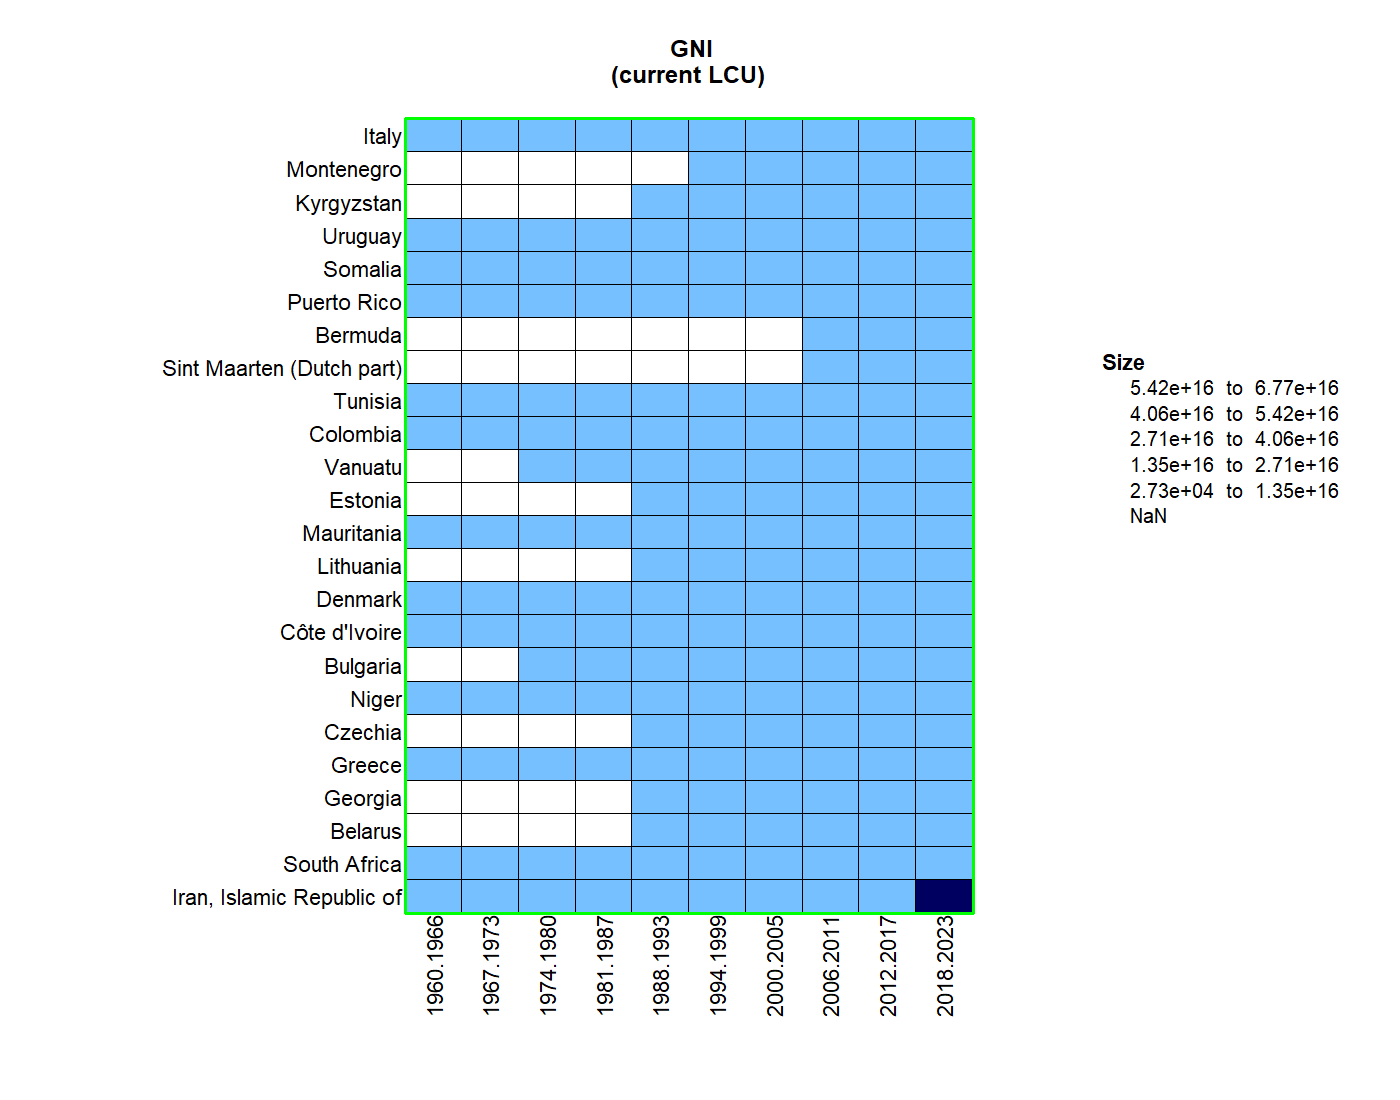 GNI
(current LCU)
Italy
Montenegro
Kyrgyzstan
Uruguay
Somalia
Puerto Rico
Bermuda
Sint Maarten (Dutch part)
Tunisia
Colombia
Vanuatu
Estonia
Mauritania
Lithuania
Denmark
Côte d'Ivoire
Bulgaria
Niger
Czechia
Greece
Georgia
Belarus
South Africa
Iran, Islamic Republic of
1960.1966
1967.1973
1974.1980
1981.1987
1988.1993
1994.1999
2000.2005
2006.2011
2012.2017
2018.2023
Size
5.42e+16 to 6.77e+16
4.06e+16 to 5.42e+16
2.71e+16 to 4.06e+16
1.35e+16 to 2.71e+16
2.73e+04 to 1.35e+16
NaN